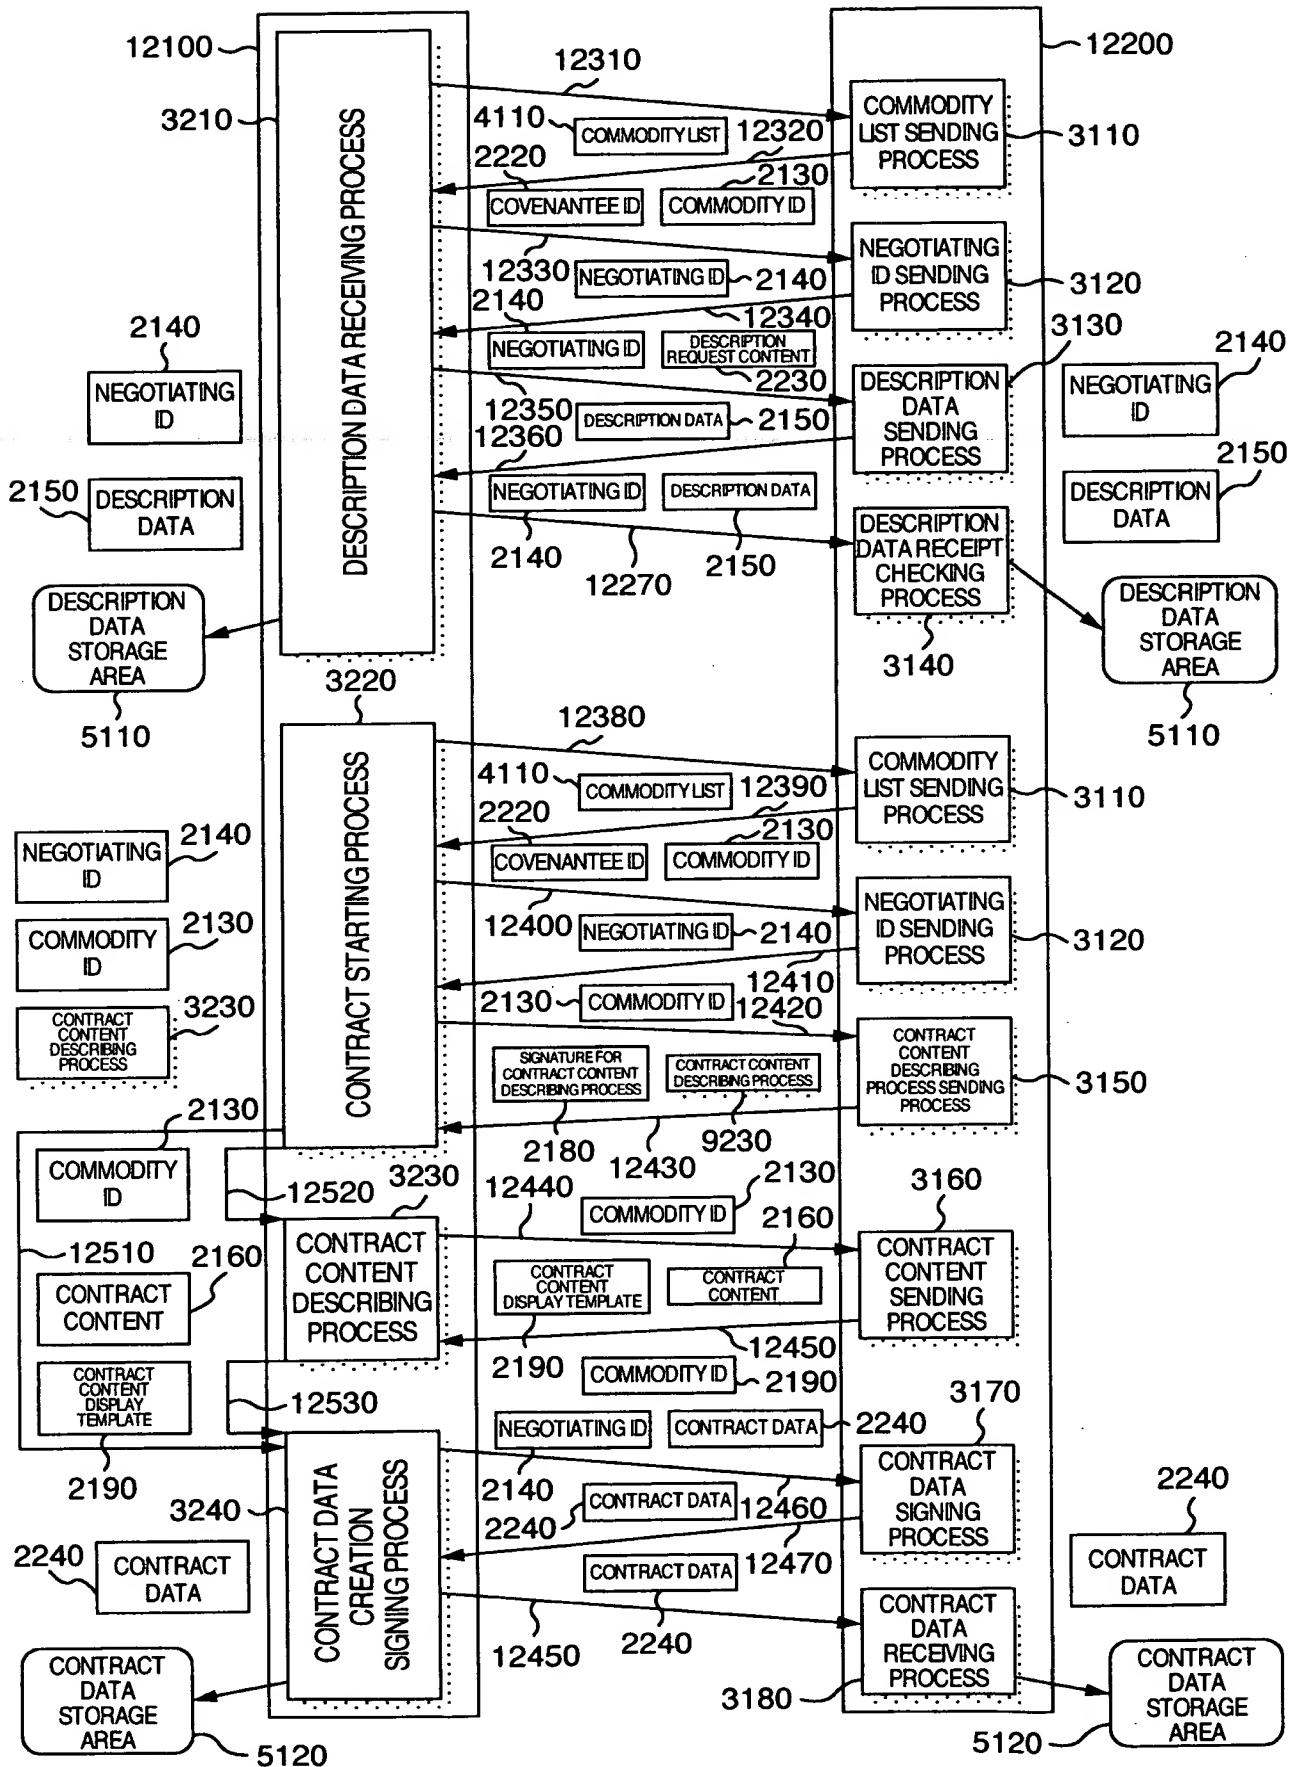 12100
12200
3210
12310
COMMODITY
LIST SENDING
PROCESS
3110
4110
COMMODITY LIST
12320
2220
2130
COVENANTEE ID
COMMODITY ID
DESCRIPTION DATA RECEIVING PROCESS
12330
NEGOTIATING ID
2140
NEGOTIATING
ID SENDING
PROCESS
3120
2140
12340
NEGOTIATING ID
DESCRIPTION
REQUEST CONTENT
2230
3130
2140
NEGOTIATING
ID
12350
DESCRIPTION DATA
2150
DESCRIPTION
DATA
SENDING
PROCESS
2140
NEGOTIATING
ID
12360
2150
DESCRIPTION
DATA
NEGOTIATING ID
DESCRIPTION DATA
2140
2150
12270
DESCRIPTION
DATA RECEIPT
CHECKING
PROCESS
3140
2150
DESCRIPTION
DATA
DESCRIPTION
DATA
STORAGE
AREA
5110
DESCRIPTION
DATA
STORAGE
AREA
5110
3220
12380
CONTRACT STARTING PROCESS
4110
COMMODITY LIST
12390
COMMODITY
LIST SENDING
PROCESS
3110
2220
2130
COVENANTEE ID
COMMODITY ID
2140
NEGOTIATING
ID
12400
NEGOTIATING ID
2140
NEGOTIATING
ID SENDING
PROCESS
3120
2130
COMMODITY
ID
12410
2130
COMMODITY ID
12420
3230
CONTRACT
CONTENT
DESCRIBING
PROCESS
SIGNATURE FOR
CONTRACT CONTENT
DESCRIBING PROCESS
2180
CONTRACT CONTENT
DESCRIBING PROCESS
9230
12430
CONTRACT
CONTENT
DESCRIBING
PROCESS SENDING
PROCESS
3150
2130
COMMODITY
ID
12520
3230
12440
2130
COMMODITY ID
3160
12510
2160
CONTRACT
CONTENT
CONTRACT
CONTENT
DESCRIBING
PROCESS
CONTRACT
CONTENT
DISPLAY TEMPLATE
2190
2160
CONTRACT
CONTENT
12450
CONTRACT
CONTENT
SENDING
PROCESS
CONTRACT
CONTENT
DISPLAY
TEMPLATE
2190
12530
COMMODITY ID
2190
NEGOTIATING ID
2140
CONTRACT DATA
2240
3170
3240
CONTRACT DATA
CREATION
SIGNING PROCESS
CONTRACT DATA
2240
12460
12470
CONTRACT
DATA
SIGNING
PROCESS
2240
CONTRACT
DATA
2240
CONTRACT
DATA
CONTRACT DATA
2240
12450
CONTRACT
DATA
RECEIVING
PROCESS
3180
CONTRACT
DATA
STORAGE
AREA
5120
CONTRACT
DATA
STORAGE
AREA
5120